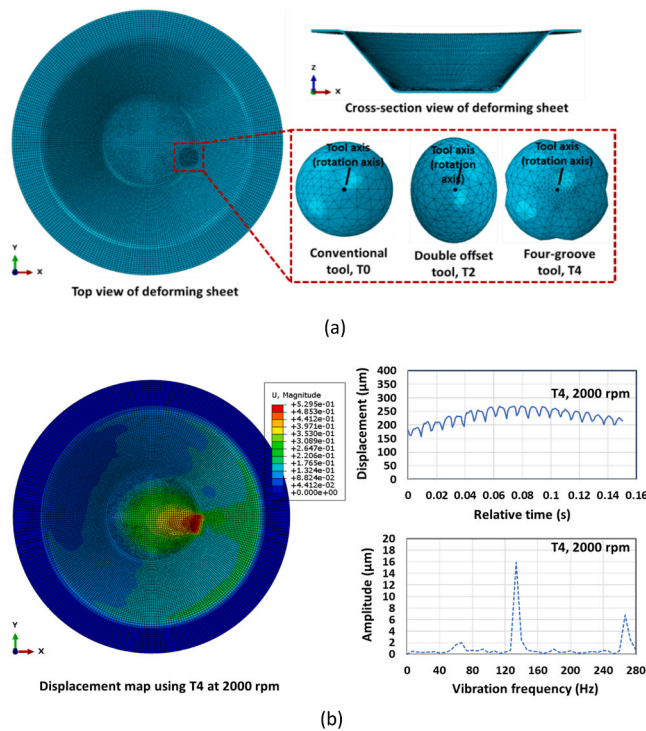 Z
X
Cross-section view of deforming sheet
Tool axis
(rotation axis)
Tool axis
(rotation
axis)
Tool axis
(rotation axis)
Conventional
tool, T0
Double offset
tool, T2
Four-groove
tool, T4
Y
X
Top view of deforming sheet
(a)
U, Magnitude
+5.295e-01
+4.853e-01
+4.412e-01
+3.971e-01
+3.530e-01
+3.089e-01
+2.647e-01
+2.206e-01
+1.765e-01
+1.324e-01
+8.824e-02
+4.412e-02
+0.000e+00
Y
X
Displacement map using T4 at 2000 rpm
T4, 2000 rpm
Displacement (μm)
400
350
300
250
200
150
100
50
0
0 0.02 0.04 0.06 0.08 0.1 0.12 0.14 0.16
Relative time (s)
T4, 2000 rpm
Amplitude (μm)
20
18
16
14
12
10
8
6
4
2
0
0 40 80 120 160 200 240 280
Vibration frequency (Hz)
(b)